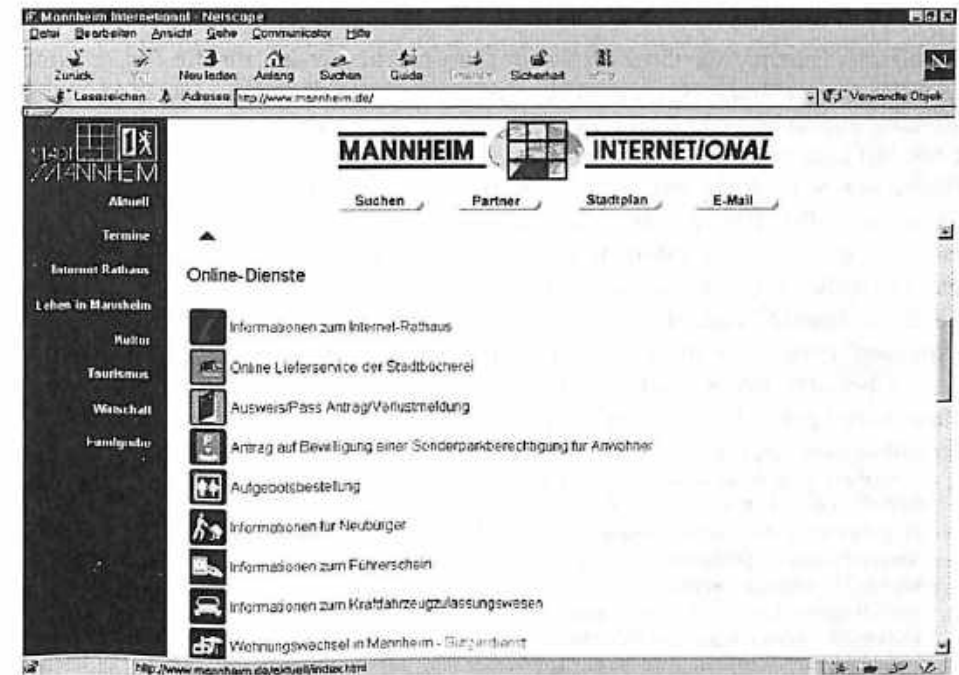 Mannheim International - Netscape
Datei Bearbeiten Ansicht Gehe Communicator Hilfe
Zurück Neu laden Anfang Suchen Guide Sicherheit
Lesezeichen Adresse http://www.mannheim.de/ Verwandte Objek
N
STADT
MANNHEIM
MANNHEIM INTERNETIONAL
Suchen Partner Stadtplan E-Mail
Aktuell
Termine
Internet Rathaus
Leben in Mannheim
Kultur
Tourismus
Wirtschaft
Fundgrube
Online-Dienste
Informationen zum Internet-Rathaus
Online Lieferservice der Stadtbücherei
Ausweis/Pass Antrag/Verlustmeldung
P
Antrag auf Bewilligung einer Sonderparkberechtigung für Anwohner
Aufgebotsbestellung
Informationen für Neubürger
Informationen zum Führerschein
Informationen zum Kraftfahrzeugzulassungswesen
Wohnungswechsel in Mannheim - Bürgerdienst
http://www.mannheim.de/aktuell/index.html